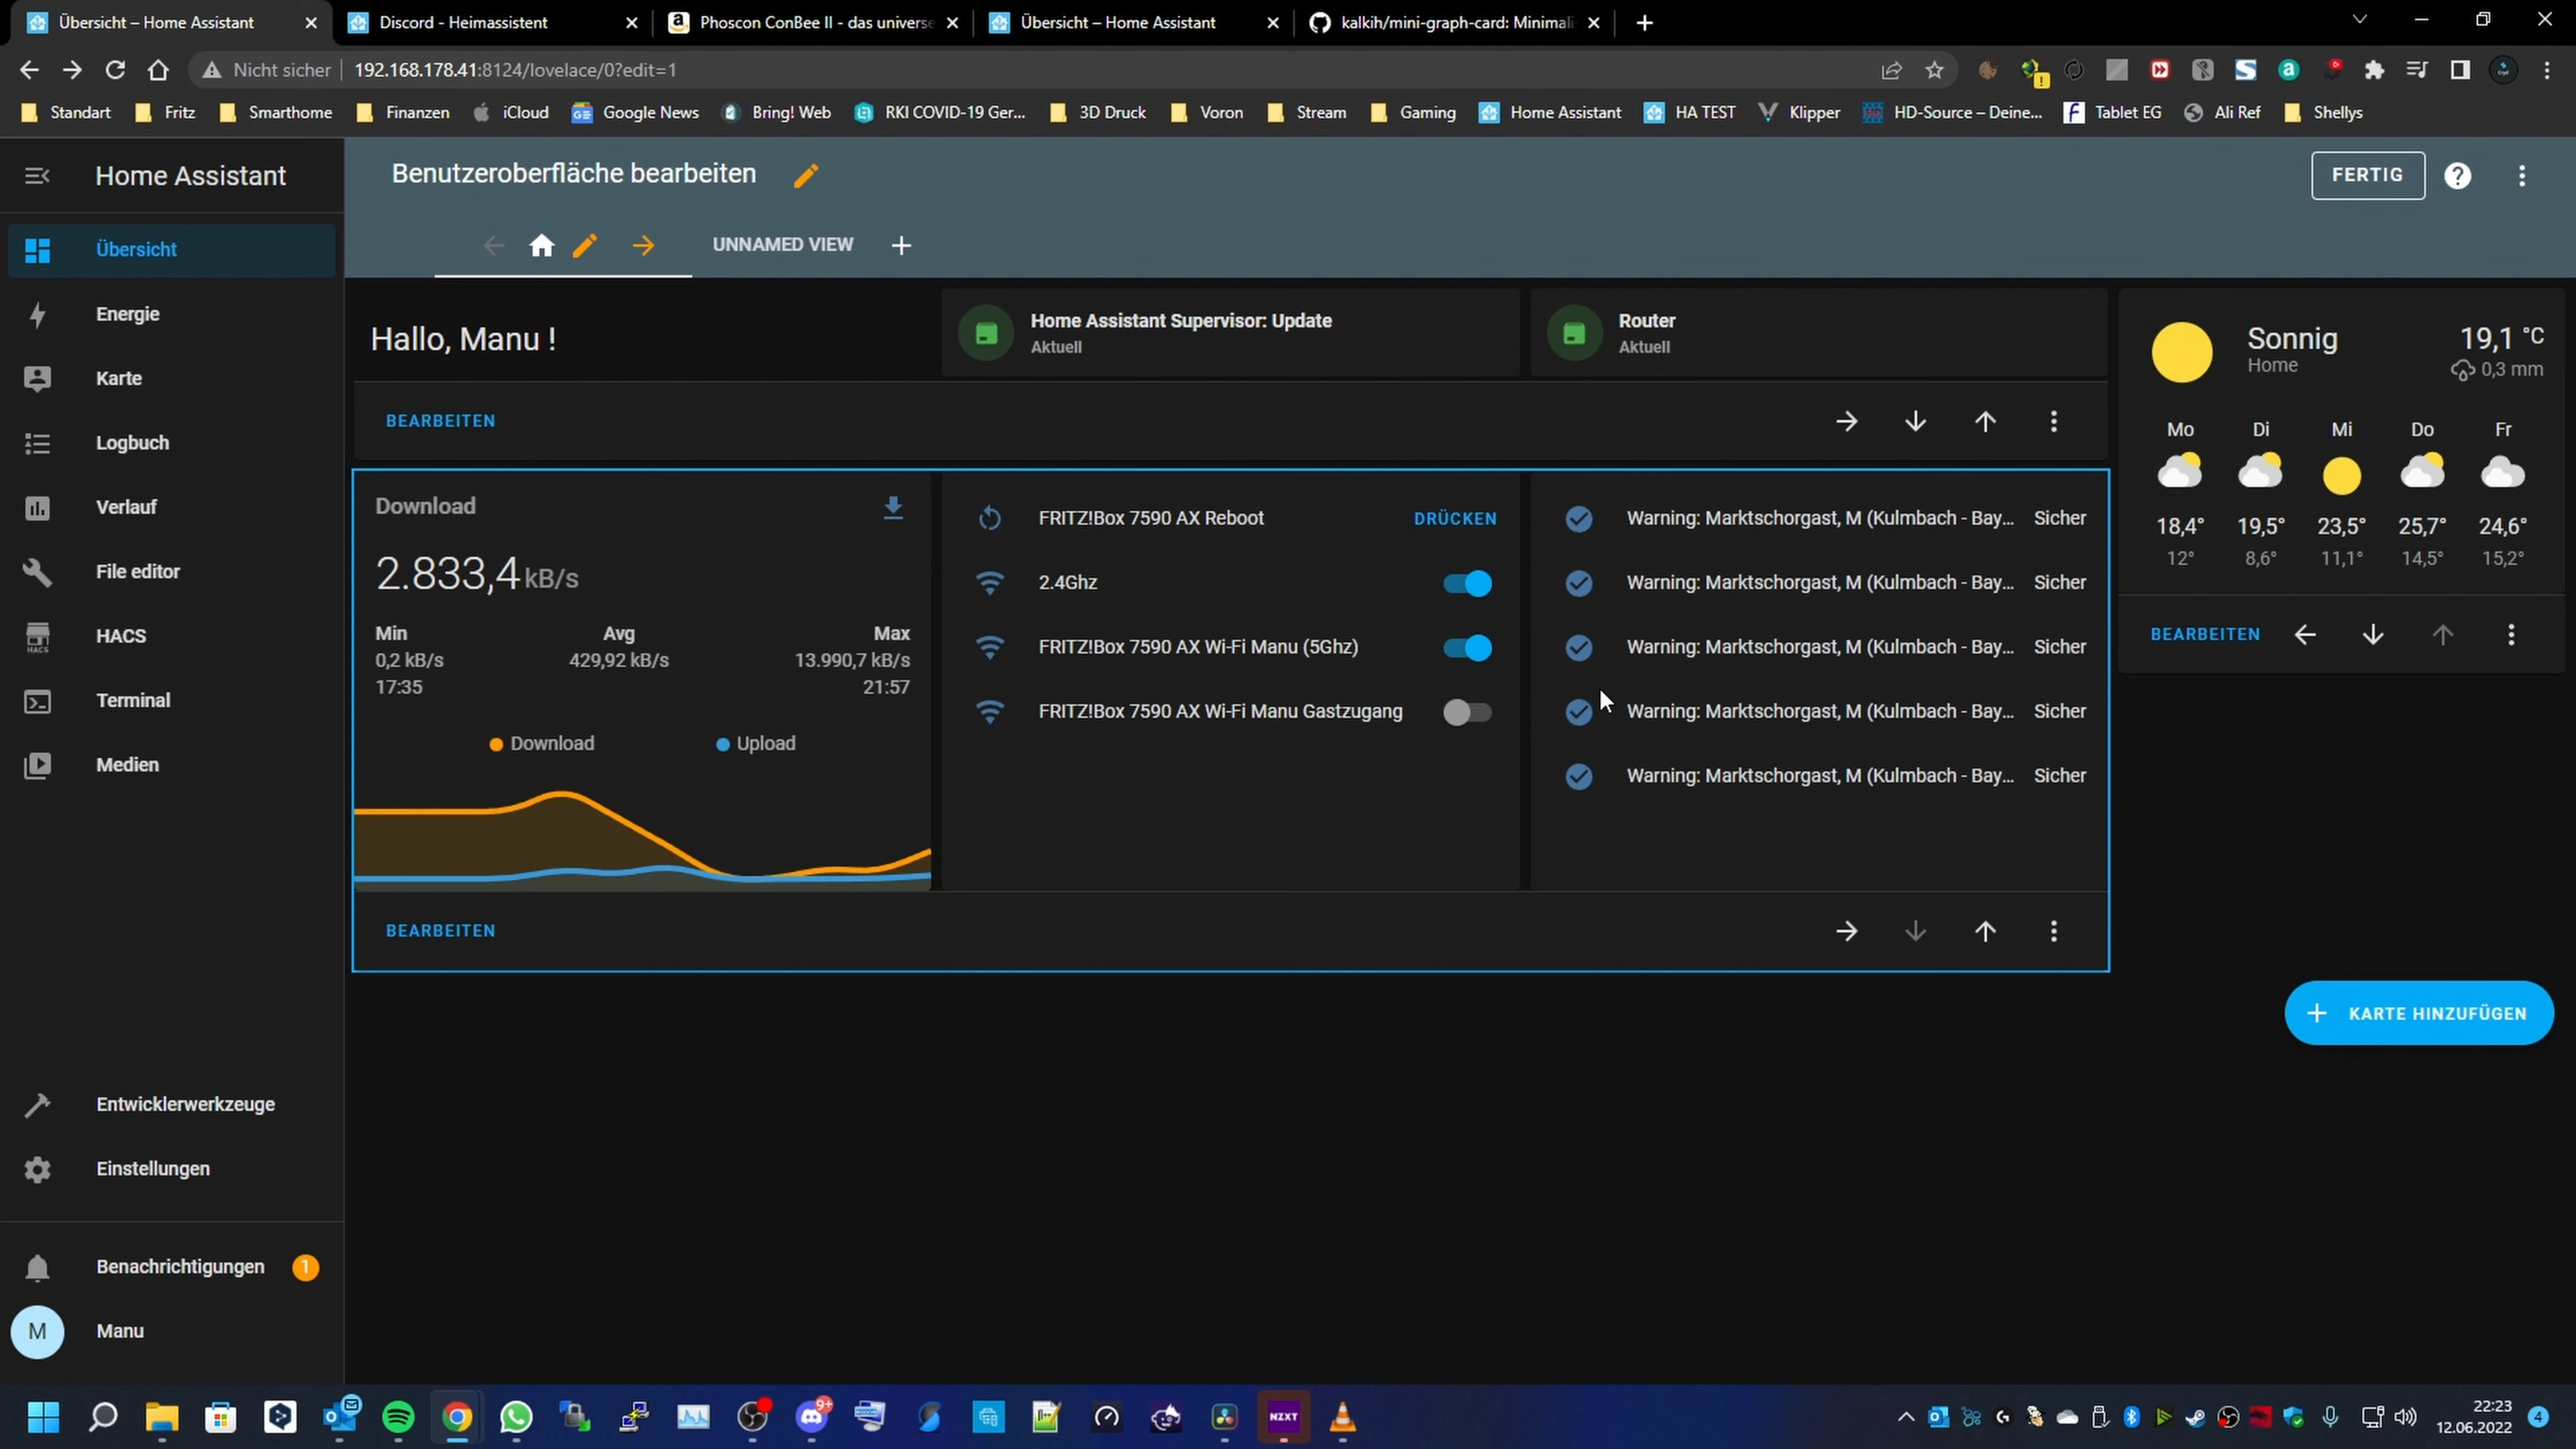 Übersicht – Home Assistant
Discord - Heimassistent
Phoscon ConBee II - das universe
Übersicht – Home Assistant
kalkih/mini-graph-card: Minimali
Nicht sicher
192.168.178.41:8124/lovelace/0?edit=1
Standart
Fritz
Smarthome
Finanzen
iCloud
Google News
Bring! Web
RKI COVID-19 Ger...
3D Druck
Voron
Stream
Gaming
Home Assistant
HA TEST
Klipper
HD-Source – Deine...
Tablet EG
Ali Ref
Shellys
Home Assistant
Übersicht
Energie
Karte
Logbuch
Verlauf
File editor
HACS
HACS
Terminal
Medien
Entwicklerwerkzeuge
Einstellungen
Benachrichtigungen 1
M Manu
Benutzeroberfläche bearbeiten
FERTIG
UNNAMED VIEW
Hallo, Manu !
Home Assistant Supervisor: Update
Aktuell
Router
Aktuell
BEARBEITEN
Download
2.833,4 kB/s
Min Avg Max
0,2 kB/s 429,92 kB/s 13.990,7 kB/s
17:35 21:57
Download Upload
FRITZ!Box 7590 AX Reboot DRÜCKEN
2.4Ghz
FRITZ!Box 7590 AX Wi-Fi Manu (5Ghz)
FRITZ!Box 7590 AX Wi-Fi Manu Gastzugang
Warning: Marktschorgast, M (Kulmbach - Bay... Sicher
Warning: Marktschorgast, M (Kulmbach - Bay... Sicher
Warning: Marktschorgast, M (Kulmbach - Bay... Sicher
Warning: Marktschorgast, M (Kulmbach - Bay... Sicher
Warning: Marktschorgast, M (Kulmbach - Bay... Sicher
BEARBEITEN
Sonnig
Home
19,1 °C
0,3 mm
Mo Di Mi Do Fr
18,4° 19,5° 23,5° 25,7° 24,6°
12° 8,6° 11,1° 14,5° 15,2°
BEARBEITEN
KARTE HINZUFÜGEN
9+
NZXT
22:23
12.06.2022
4